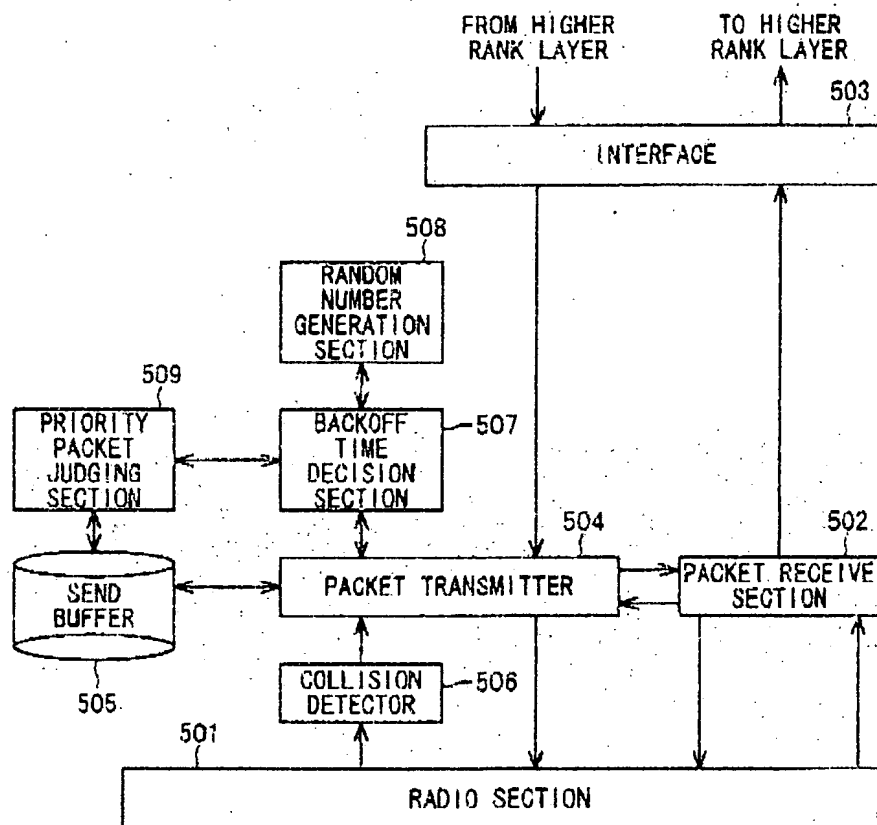 FROM HIGHER
RANK LAYER
TO HIGHER
RANK LAYER
503
INTERFACE
508
RANDOM
NUMBER
GENERATION
SECTION
509
PRIORITY
PACKET
JUDGING
SECTION
BACKOFF
TIME
DECISION
SECTION
507
504
502
SEND
BUFFER
PACKET TRANSMITTER
PACKET RECEIVE
SECTION
505
COLLISION
DETECTOR
506
501
RADIO SECTION